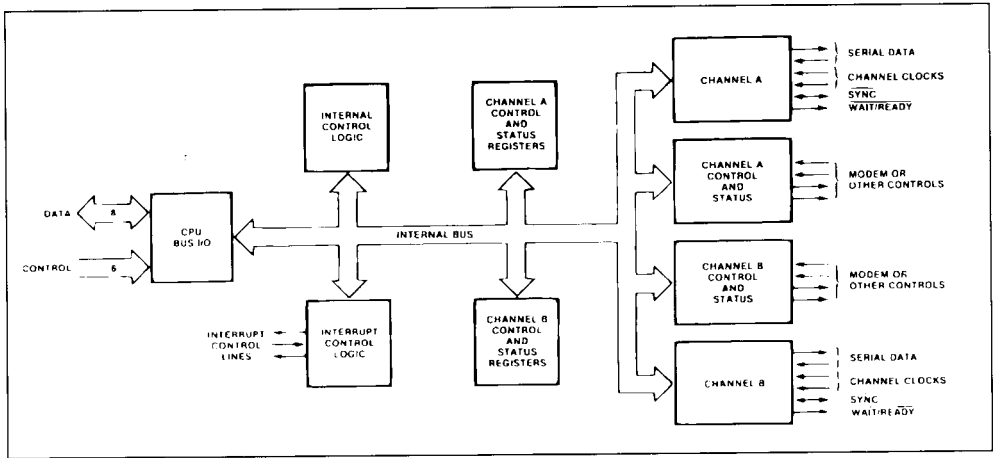 DATA
8
CONTROL
6
CPU
BUS I/O
INTERNAL
CONTROL
LOGIC
INTERRUPT
CONTROL
LINES
INTERRUPT
CONTROL
LOGIC
INTERNAL BUS
CHANNEL A
CONTROL
AND
STATUS
REGISTERS
CHANNEL B
CONTROL
AND
STATUS
REGISTERS
CHANNEL A
SERIAL DATA
CHANNEL CLOCKS
SYNC
WAIT/READY
CHANNEL A
CONTROL
AND
STATUS
MODEM OR
OTHER CONTROLS
CHANNEL B
CONTROL
AND
STATUS
MODEM OR
OTHER CONTROLS
CHANNEL B
SERIAL DATA
CHANNEL CLOCKS
SYNC
WAIT/READY